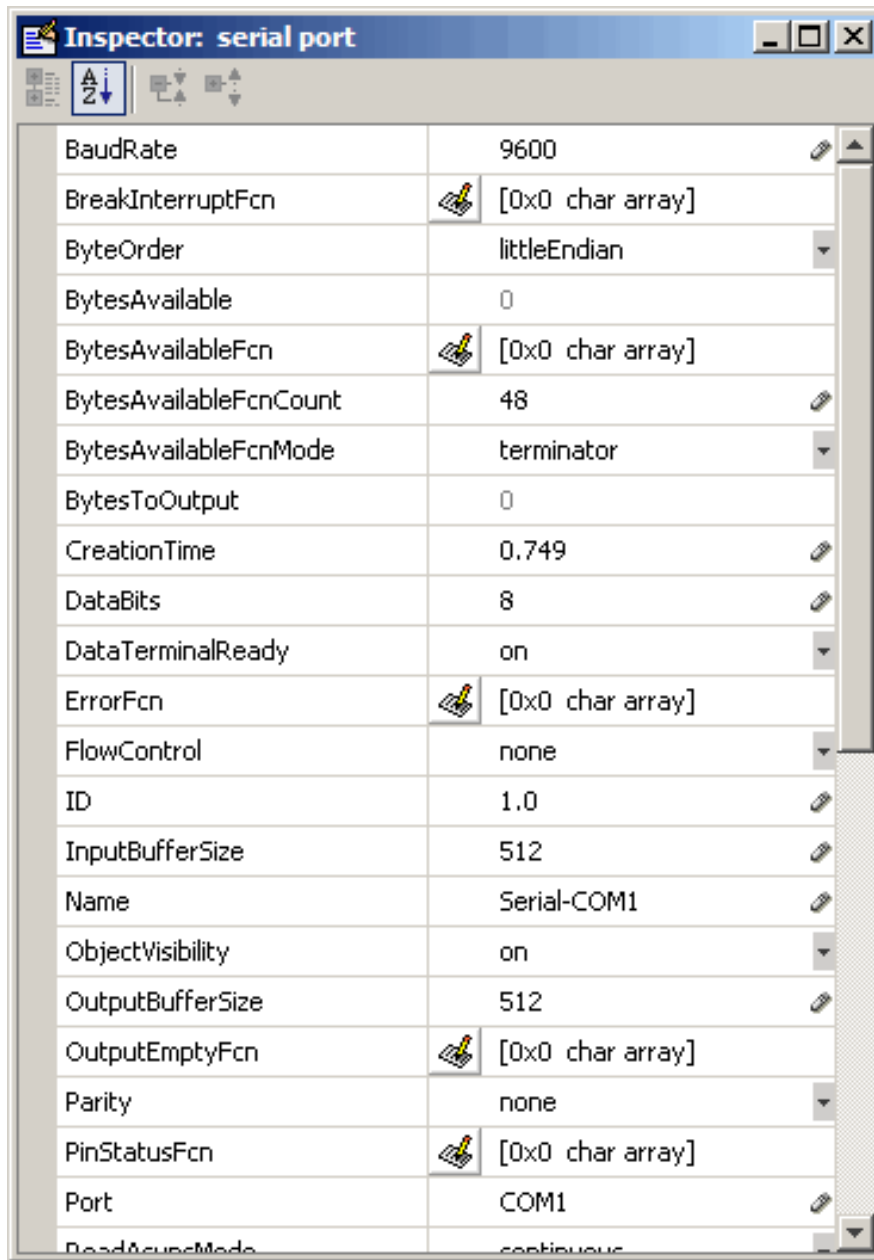 Inspector: serial port
BaudRate 9600
BreakInterruptFcn [0x0 char array]
ByteOrder littleEndian
BytesAvailable 0
BytesAvailableFcn [0x0 char array]
BytesAvailableFcnCount 48
BytesAvailableFcnMode terminator
BytesToOutput 0
CreationTime 0.749
DataBits 8
DataTerminalReady on
ErrorFcn [0x0 char array]
FlowControl none
ID 1.0
InputBufferSize 512
Name Serial-COM1
ObjectVisibility on
OutputBufferSize 512
OutputEmptyFcn [0x0 char array]
Parity none
PinStatusFcn [0x0 char array]
Port COM1
ReadAsyncMode continuous